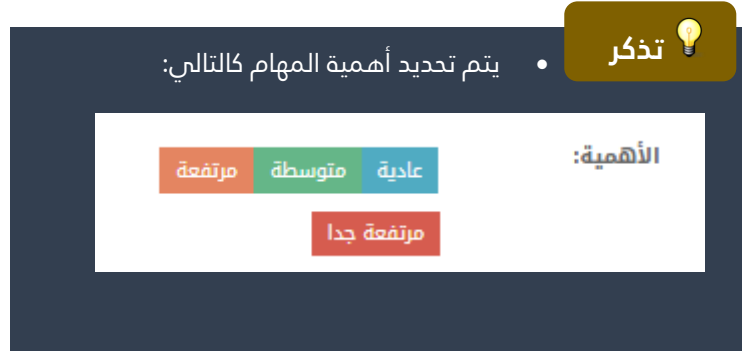 تذكر
• يتم تحديد أهمية المهام كالتالي:
الأهمية: عادية متوسطة مرتفعة
مرتفعة جدا